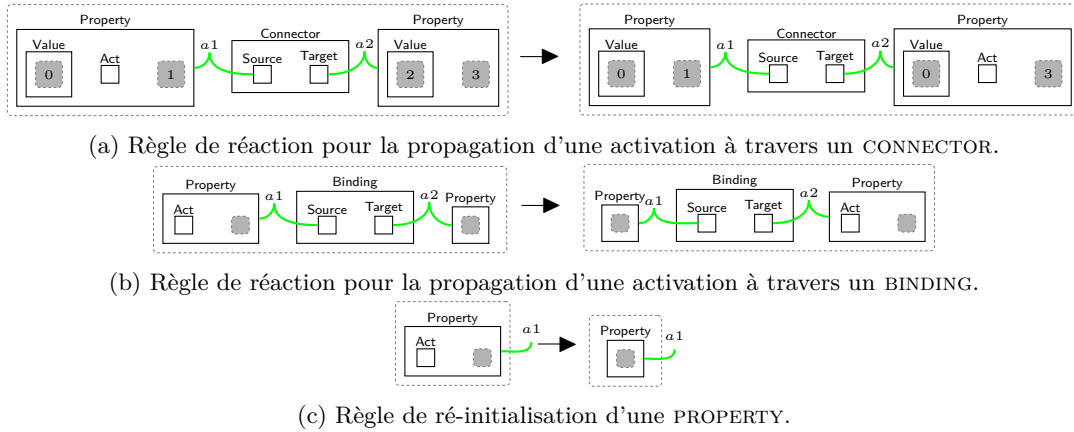 Property Property Property Property
Value Act a1 Connector a2 Value Value a1 Connector a2 Value Act
0 1 Source Target 2 3 0 1 Source Target 0 3
(a) Règle de réaction pour la propagation d'une activation à travers un CONNECTOR.
Property a1 Binding a2 Property Property a1 Binding a2 Property
Act Source Target Source Target Act
(b) Règle de réaction pour la propagation d'une activation à travers un BINDING.
Property a1 Property a1
Act
(c) Règle de ré-initialisation d'une PROPERTY.